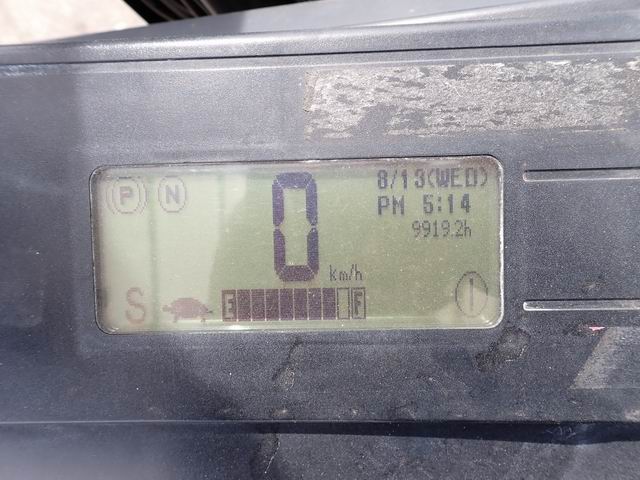 P N
0 km/h
8/13(WED)
PM 5:14
9919.2h
S
E F